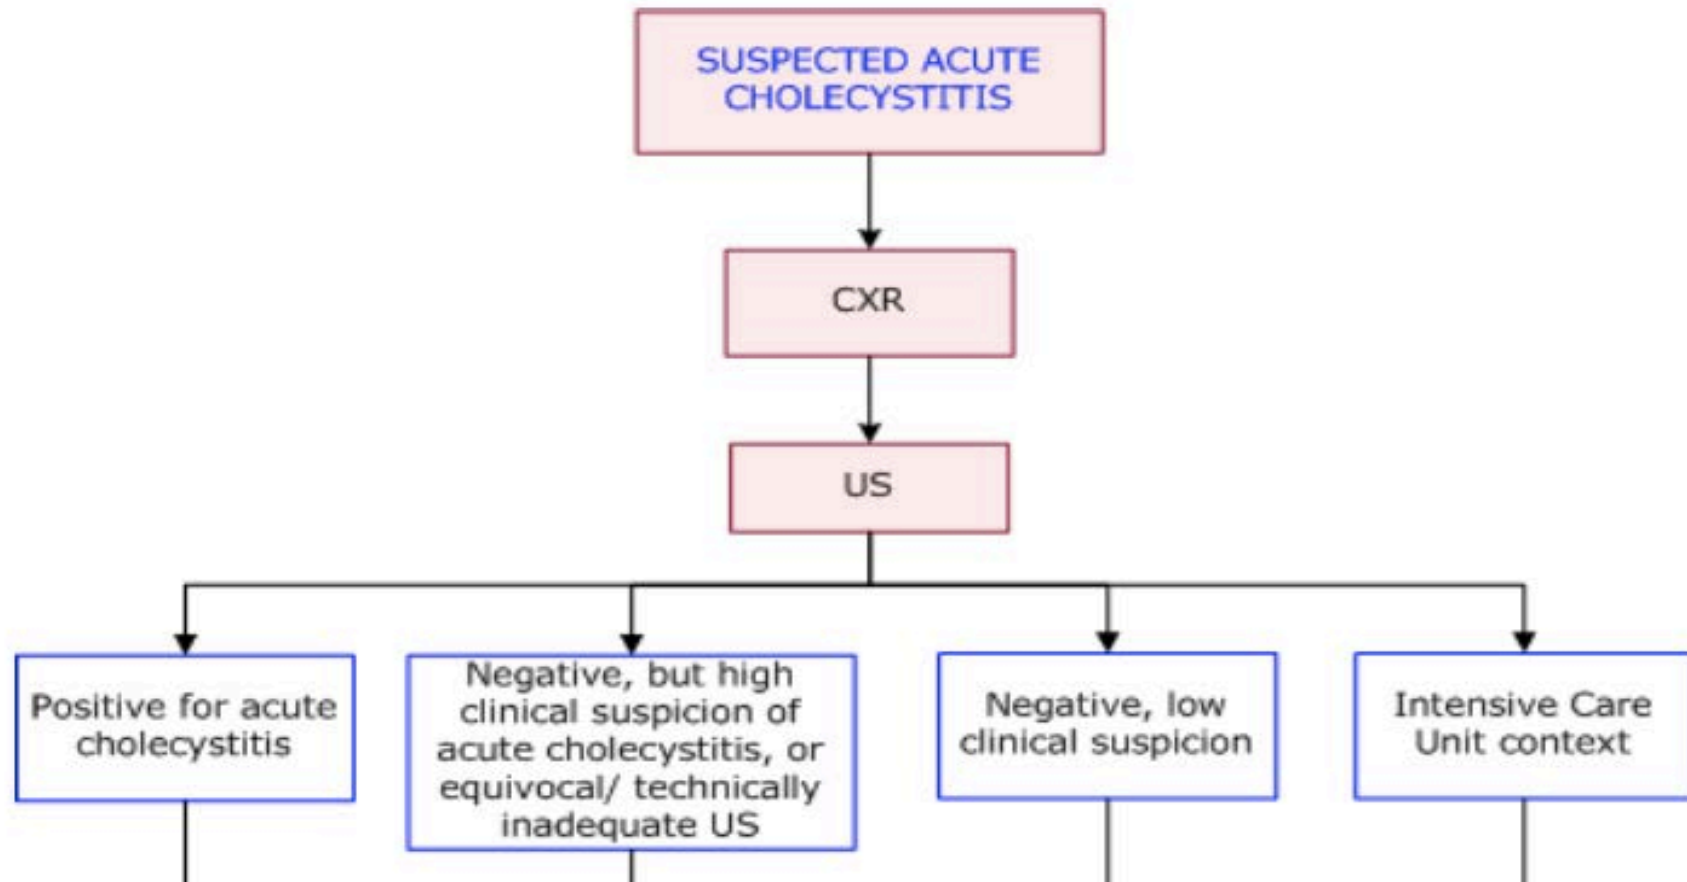 SUSPECTED ACUTE
CHOLECYSTITIS
CXR
US
Positive for acute
cholecystitis
Negative, but high
clinical suspicion of
acute cholecystitis, or
equivocal/ technically
inadequate US
Negative, low
clinical suspicion
Intensive Care
Unit context